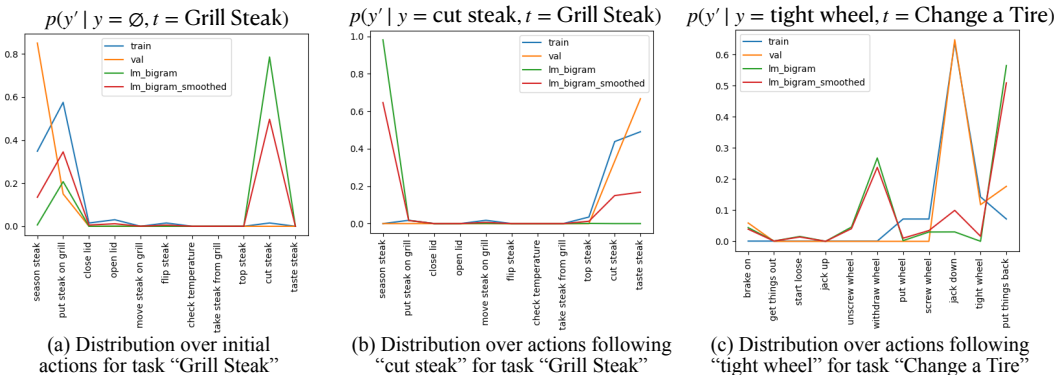 p(y′ | y = ∅, t = Grill Steak)
train
val
lm_bigram
lm_bigram_smoothed
0.8
0.6
0.4
0.2
0.0
season steak
put steak on grill
close lid
open lid
move steak on grill
flip steak
check temperature
take steak from grill
top steak
cut steak
taste steak
(a) Distribution over initial
actions for task “Grill Steak”
p(y′ | y = cut steak, t = Grill Steak)
train
val
lm_bigram
lm_bigram_smoothed
1.0
0.8
0.6
0.4
0.2
0.0
season steak
put steak on grill
close lid
open lid
move steak on grill
flip steak
check temperature
take steak from grill
top steak
cut steak
taste steak
(b) Distribution over actions following
“cut steak” for task “Grill Steak”
p(y′ | y = tight wheel, t = Change a Tire)
train
val
lm_bigram
lm_bigram_smoothed
0.6
0.5
0.4
0.3
0.2
0.1
0.0
brake on
get things out
start loose
jack up
unscrew wheel
withdraw wheel
put wheel
screw wheel
jack down
tight wheel
put things back
(c) Distribution over actions following
“tight wheel” for task “Change a Tire”